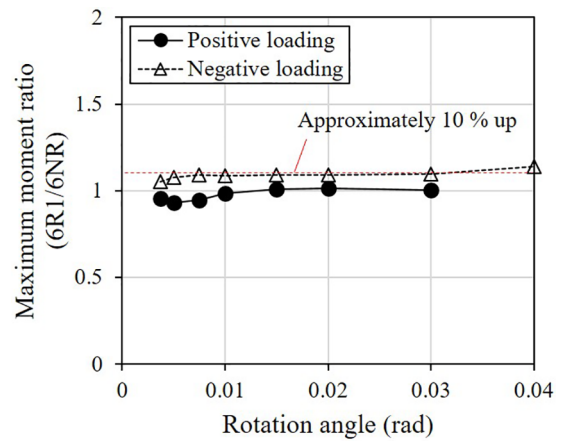 2
1.5
1
0.5
0
Maximum moment ratio
(6R1/6NR)
Positive loading
Negative loading
Approximately 10 % up
0
0.01
0.02
0.03
0.04
Rotation angle (rad)